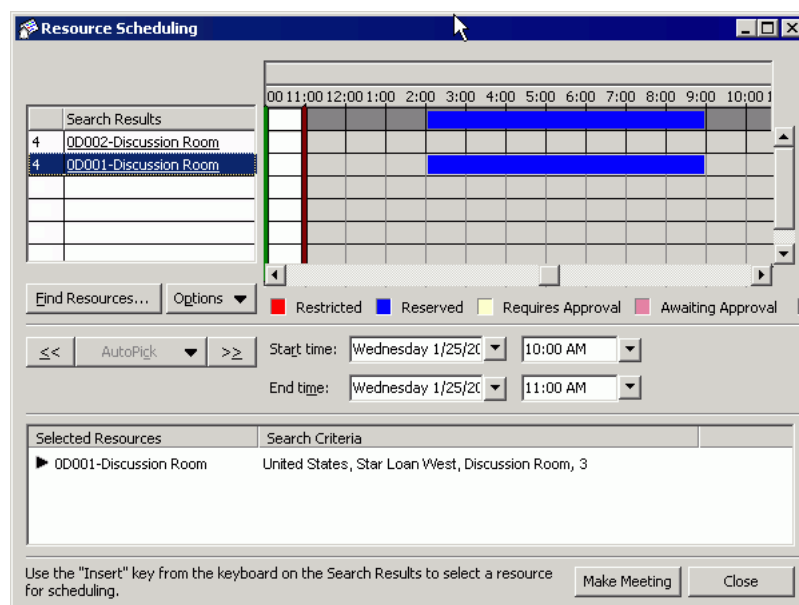 Resource Scheduling
00 11:00 12:00 1:00 2:00 3:00 4:00 5:00 6:00 7:00 8:00 9:00 10:00 1
Search Results
4 0D002-Discussion Room
4 0D001-Discussion Room
Find Resources... Options
Restricted Reserved Requires Approval Awaiting Approval
<< AutoPick >>
Start time: Wednesday 1/25/20 10:00 AM
End time: Wednesday 1/25/20 11:00 AM
Selected Resources Search Criteria
0D001-Discussion Room United States, Star Loan West, Discussion Room, 3
Use the "Insert" key from the keyboard on the Search Results to select a resource
for scheduling.
Make Meeting Close